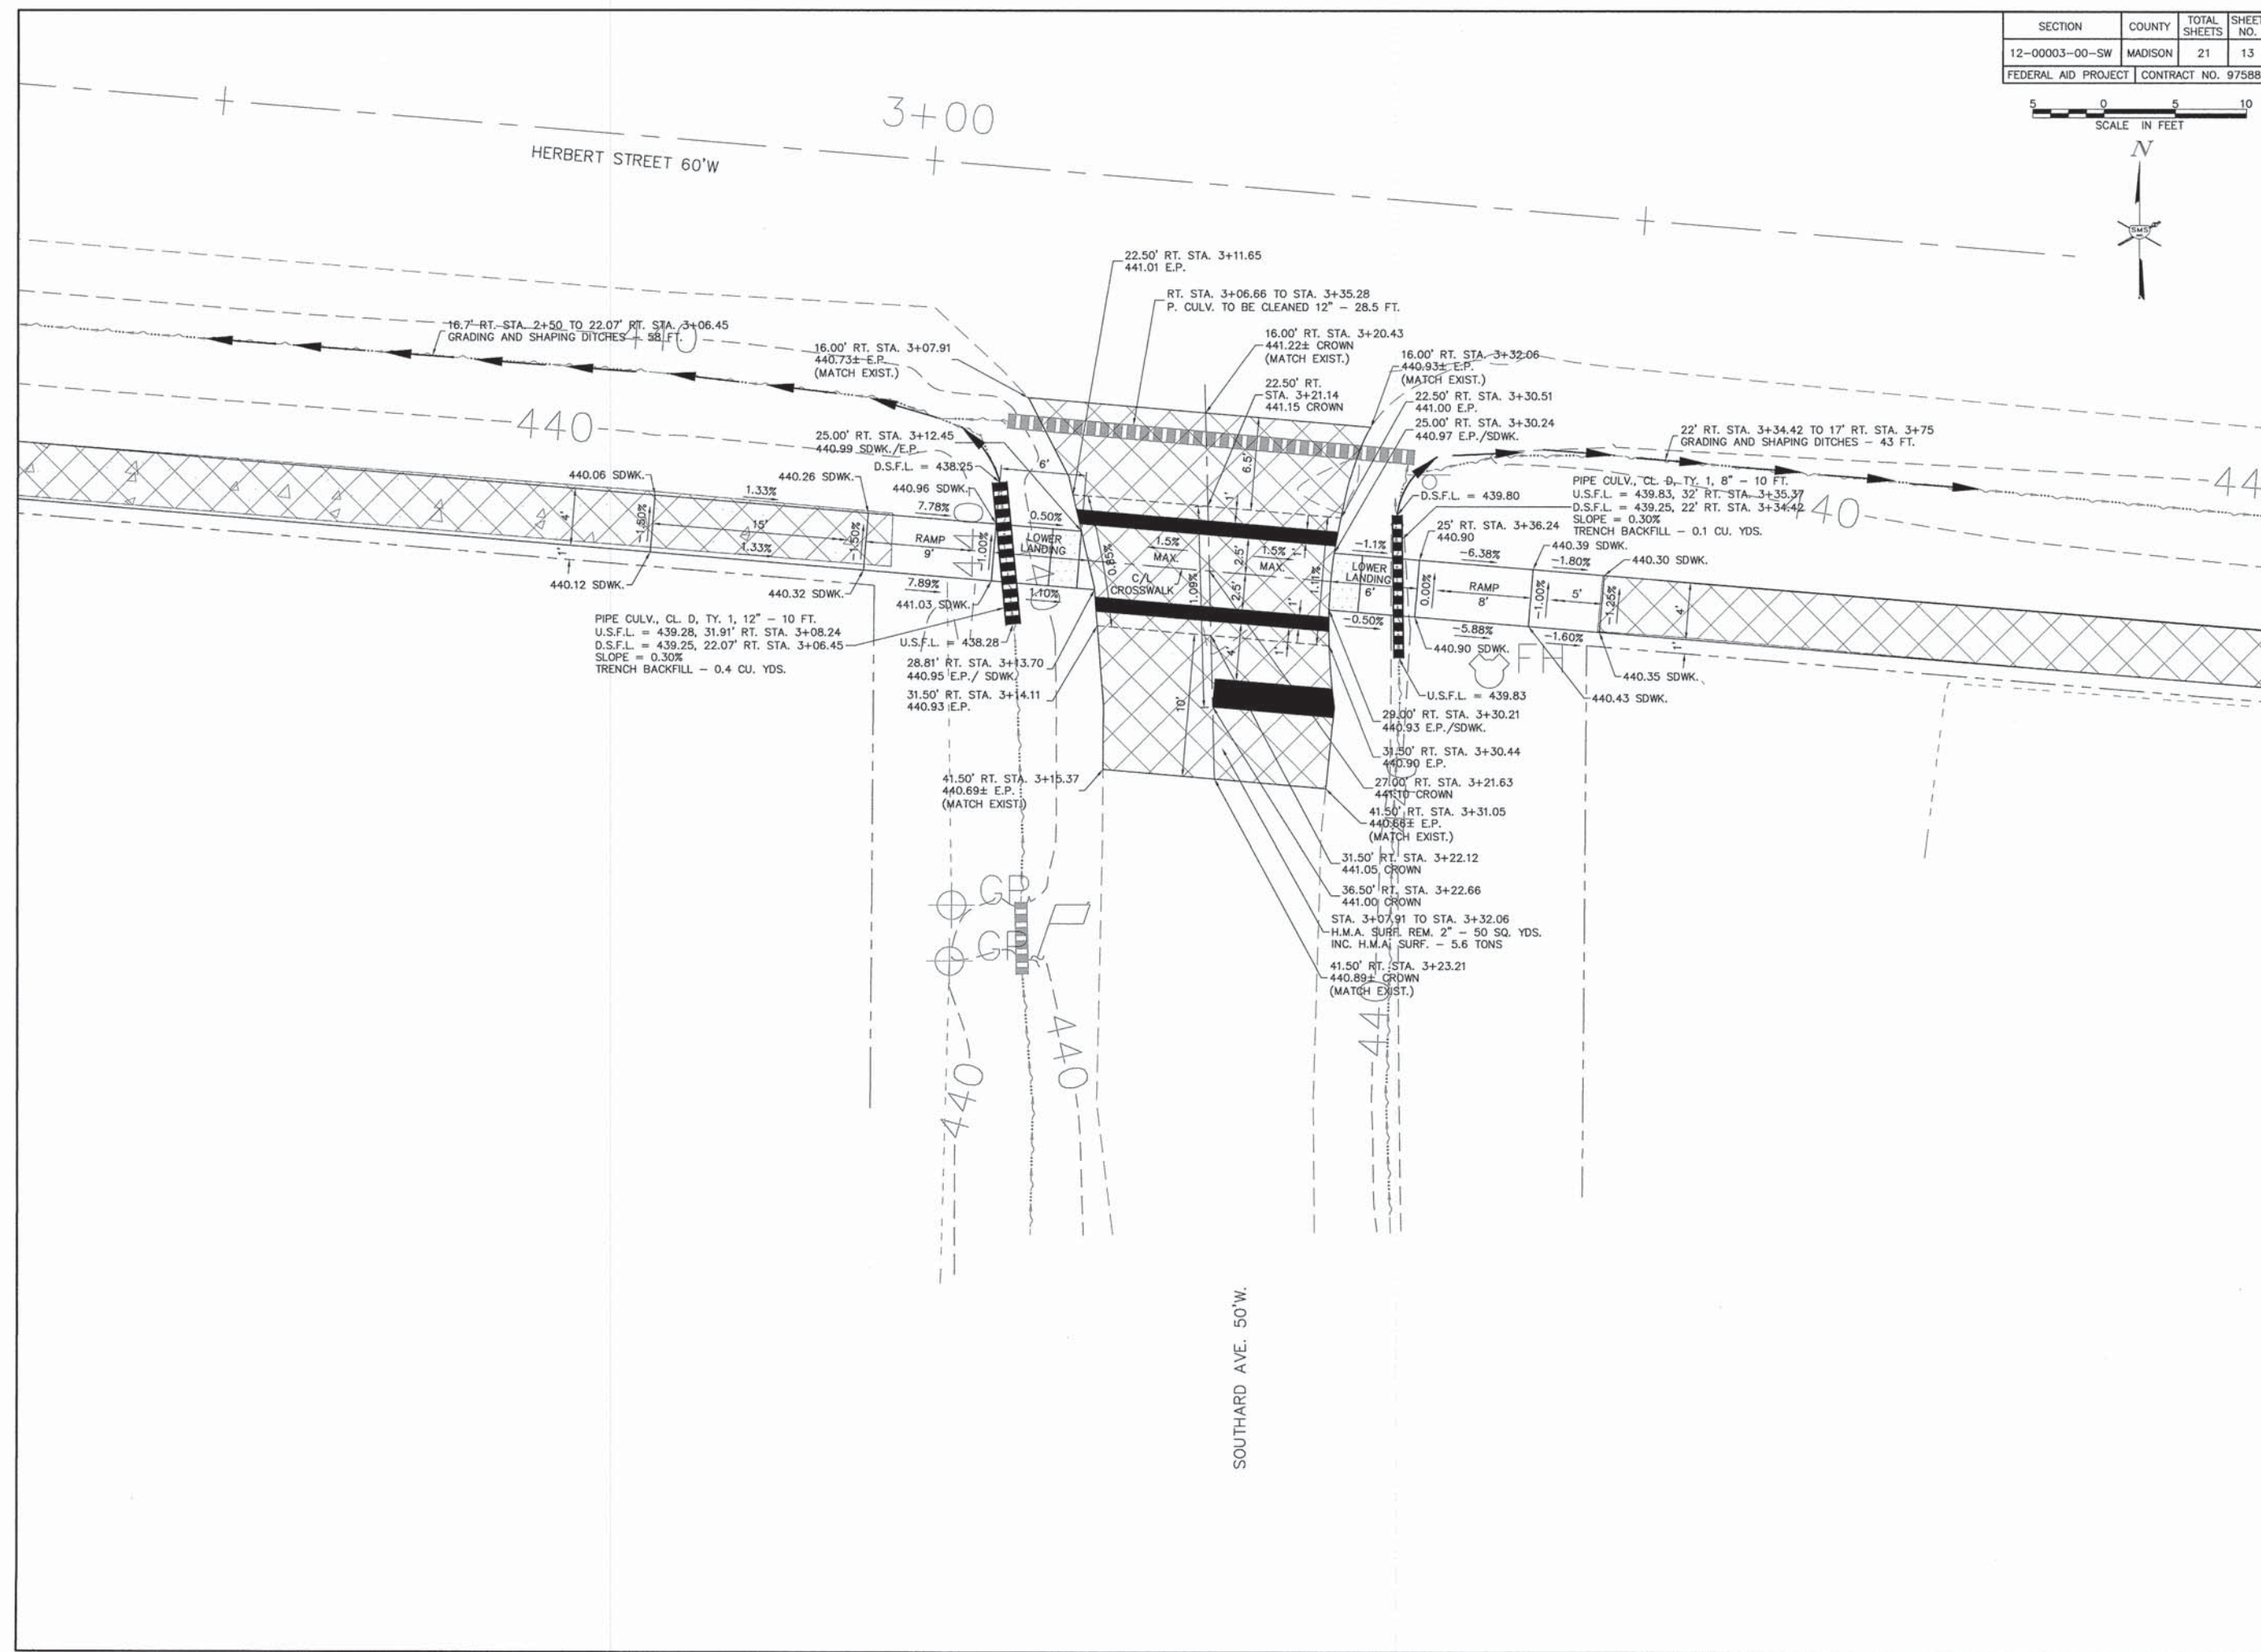 SECTION COUNTY TOTAL SHEETS SHEET NO.
12-00003-00-SW MADISON 21 13
FEDERAL AID PROJECT CONTRACT NO. 97588
5 0 5 10
SCALE IN FEET
N
SMS
3+00
HERBERT STREET 60'W
22.50' RT. STA. 3+11.65
441.01 E.P.
RT. STA. 3+06.66 TO STA. 3+35.28
P. CULV. TO BE CLEANED 12" - 28.5 FT.
16.00' RT. STA. 3+20.43
441.22± CROWN
(MATCH EXIST.)
16.7' RT. STA. 2+50 TO 22.07' RT. STA. 3+06.45
GRADING AND SHAPING DITCHES - 58 FT.
16.00' RT. STA. 3+07.91
440.73± E.P.
(MATCH EXIST.)
16.00' RT. STA. 3+32.06
440.93± E.P.
(MATCH EXIST.)
22.50' RT.
STA. 3+21.14
441.15 CROWN
22.50' RT. STA. 3+30.51
441.00 E.P.
25.00' RT. STA. 3+30.24
440.97 E.P./SDWK.
22' RT. STA. 3+34.42 TO 17' RT. STA. 3+75
GRADING AND SHAPING DITCHES - 43 FT.
440
25.00' RT. STA. 3+12.45
440.99 SDWK./E.P.
D.S.F.L. = 438.25
440.96 SDWK.
440.06 SDWK.
440.26 SDWK.
1.33%
7.78%
6'
6.5'
1'
0.50%
LOWER
LANDING
D.S.F.L. = 439.80
PIPE CULV., CL. D, TY. 1, 8" - 10 FT.
U.S.F.L. = 439.83, 32' RT. STA. 3+35.37
D.S.F.L. = 439.25, 22' RT. STA. 3+34.42
SLOPE = 0.30%
TRENCH BACKFILL - 0.1 CU. YDS.
44
440
25' RT. STA. 3+36.24
440.90
440.39 SDWK.
440.30 SDWK.
-6.38%
-1.80%
4'
1'
-1.50%
15'
1.33%
-1.50%
RAMP
9'
-1.00%
7.89%
1.10%
0.85%
1.5%
MAX.
1.5%
MAX.
2.5'
2.5'
1'
C/L
CROSSWALK
1.09%
1.11%
-1.1%
LOWER
LANDING
6'
-0.50%
0.00%
RAMP
8'
-1.00%
5'
-1.25%
4'
1'
-5.88%
-1.60%
440.12 SDWK.
440.32 SDWK.
441.03 SDWK.
440.90 SDWK.
440.35 SDWK.
440.43 SDWK.
FH
PIPE CULV., CL. D, TY. 1, 12" - 10 FT.
U.S.F.L. = 439.28, 31.91' RT. STA. 3+08.24
D.S.F.L. = 439.25, 22.07' RT. STA. 3+06.45
SLOPE = 0.30%
TRENCH BACKFILL - 0.4 CU. YDS.
U.S.F.L. = 438.28
28.81' RT. STA. 3+13.70
440.95 E.P./ SDWK.
31.50' RT. STA. 3+14.11
440.93 E.P.
4'
1'
1'
10'
U.S.F.L. = 439.83
29.00' RT. STA. 3+30.21
440.93 E.P./SDWK.
31.50' RT. STA. 3+30.44
440.90 E.P.
41.50' RT. STA. 3+15.37
440.69± E.P.
(MATCH EXIST.)
27.00' RT. STA. 3+21.63
441.10 CROWN
41.50' RT. STA. 3+31.05
440.66± E.P.
(MATCH EXIST.)
31.50' RT. STA. 3+22.12
441.05 CROWN
36.50' RT. STA. 3+22.66
441.00 CROWN
STA. 3+07.91 TO STA. 3+32.06
H.M.A. SURF. REM. 2" - 50 SQ. YDS.
INC. H.M.A. SURF. - 5.6 TONS
41.50' RT. STA. 3+23.21
440.89± CROWN
(MATCH EXIST.)
GP
GP
440
440
440
SOUTHARD AVE. 50'W.